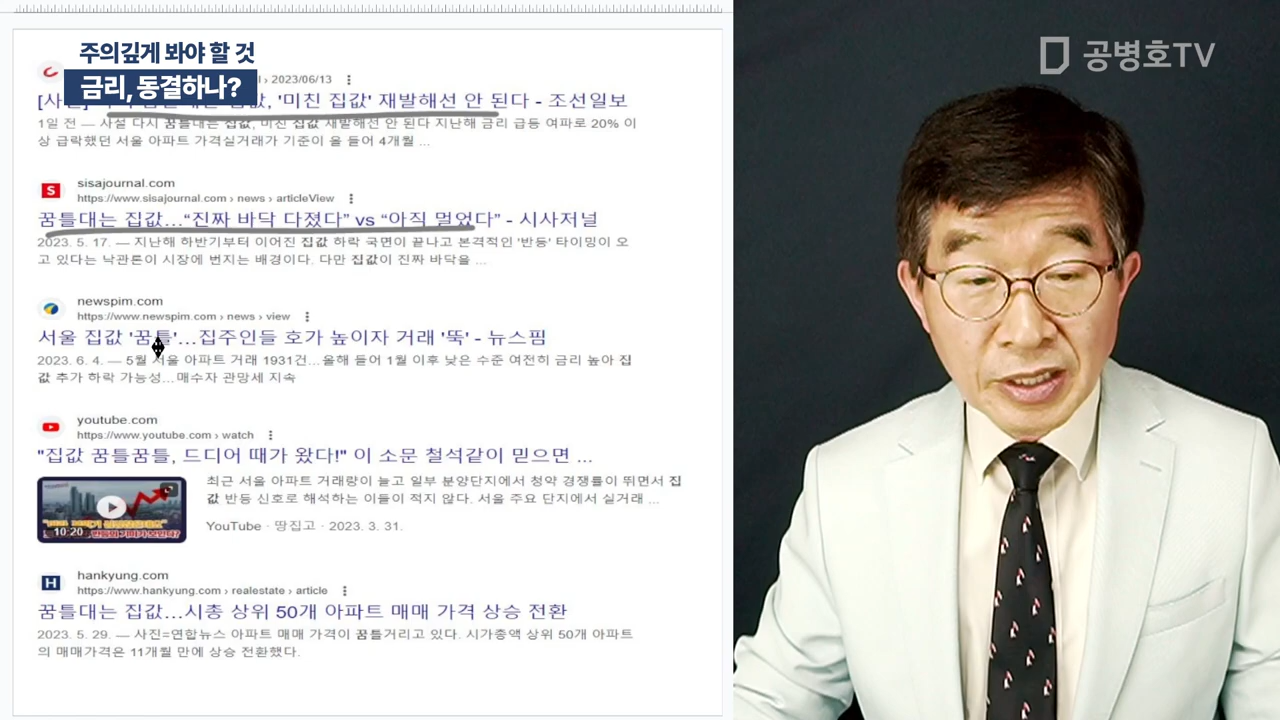 주의깊게 봐야 할 것
금리, 동결하나?
공병호TV
› 2023/06/13
집값, '미친 집값' 재발해선 안 된다 - 조선일보
1일 전 — 사설 다시 꿈틀대는 집값, 미친 집값 재발해선 안 된다 지난해 금리 급등 여파로 20% 이
상 급락했던 서울 아파트 가격실거래가 기준이 올 들어 4개월 ...
sisajournal.com
https://www.sisajournal.com › news › articleView
꿈틀대는 집값…“진짜 바닥 다졌다” vs “아직 멀었다” - 시사저널
2023. 5. 17. — 지난해 하반기부터 이어진 집값 하락 국면이 끝나고 본격적인 '반등' 타이밍이 오
고 있다는 낙관론이 시장에 번지는 배경이다. 다만 집값이 진짜 바닥을 ...
newspim.com
https://www.newspim.com › news › view
서울 집값 '꿈틀'…집주인들 호가 높이자 거래 '뚝' - 뉴스핌
2023. 6. 4. — 5월 서울 아파트 거래 1931건…올해 들어 1월 이후 낮은 수준 여전히 금리 높아 집
값 추가 하락 가능성…매수자 관망세 지속
youtube.com
https://www.youtube.com › watch
"집값 꿈틀꿈틀, 드디어 때가 왔다!" 이 소문 철석같이 믿으면 ...
최근 서울 아파트 거래량이 늘고 일부 분양단지에서 청약 경쟁률이 뛰면서 집
값 반등 신호로 해석하는 이들이 적지 않다. 서울 주요 단지에서 실거래 ...
10:20
YouTube · 땅집고 · 2023. 3. 31.
hankyung.com
https://www.hankyung.com › realestate › article
꿈틀대는 집값…시총 상위 50개 아파트 매매 가격 상승 전환
2023. 5. 29. — 사진=연합뉴스 아파트 매매 가격이 꿈틀거리고 있다. 시가총액 상위 50개 아파트
의 매매가격은 11개월 만에 상승 전환했다.